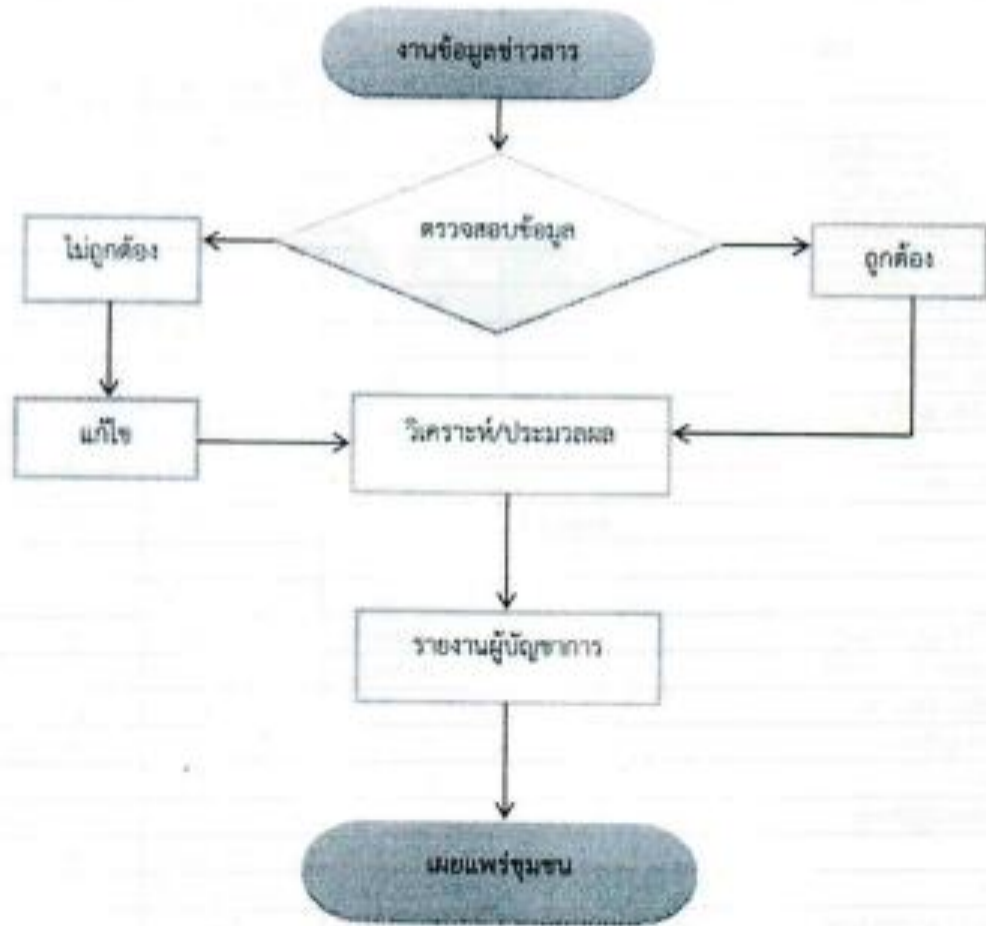 งานข้อมูลข่าวสาร
ตรวจสอบข้อมูล
ไม่ถูกต้อง
ถูกต้อง
แก้ไข
วิเคราะห์/ประมวลผล
รายงานผู้บัญชาการ
เผยแพร่ชุมชน